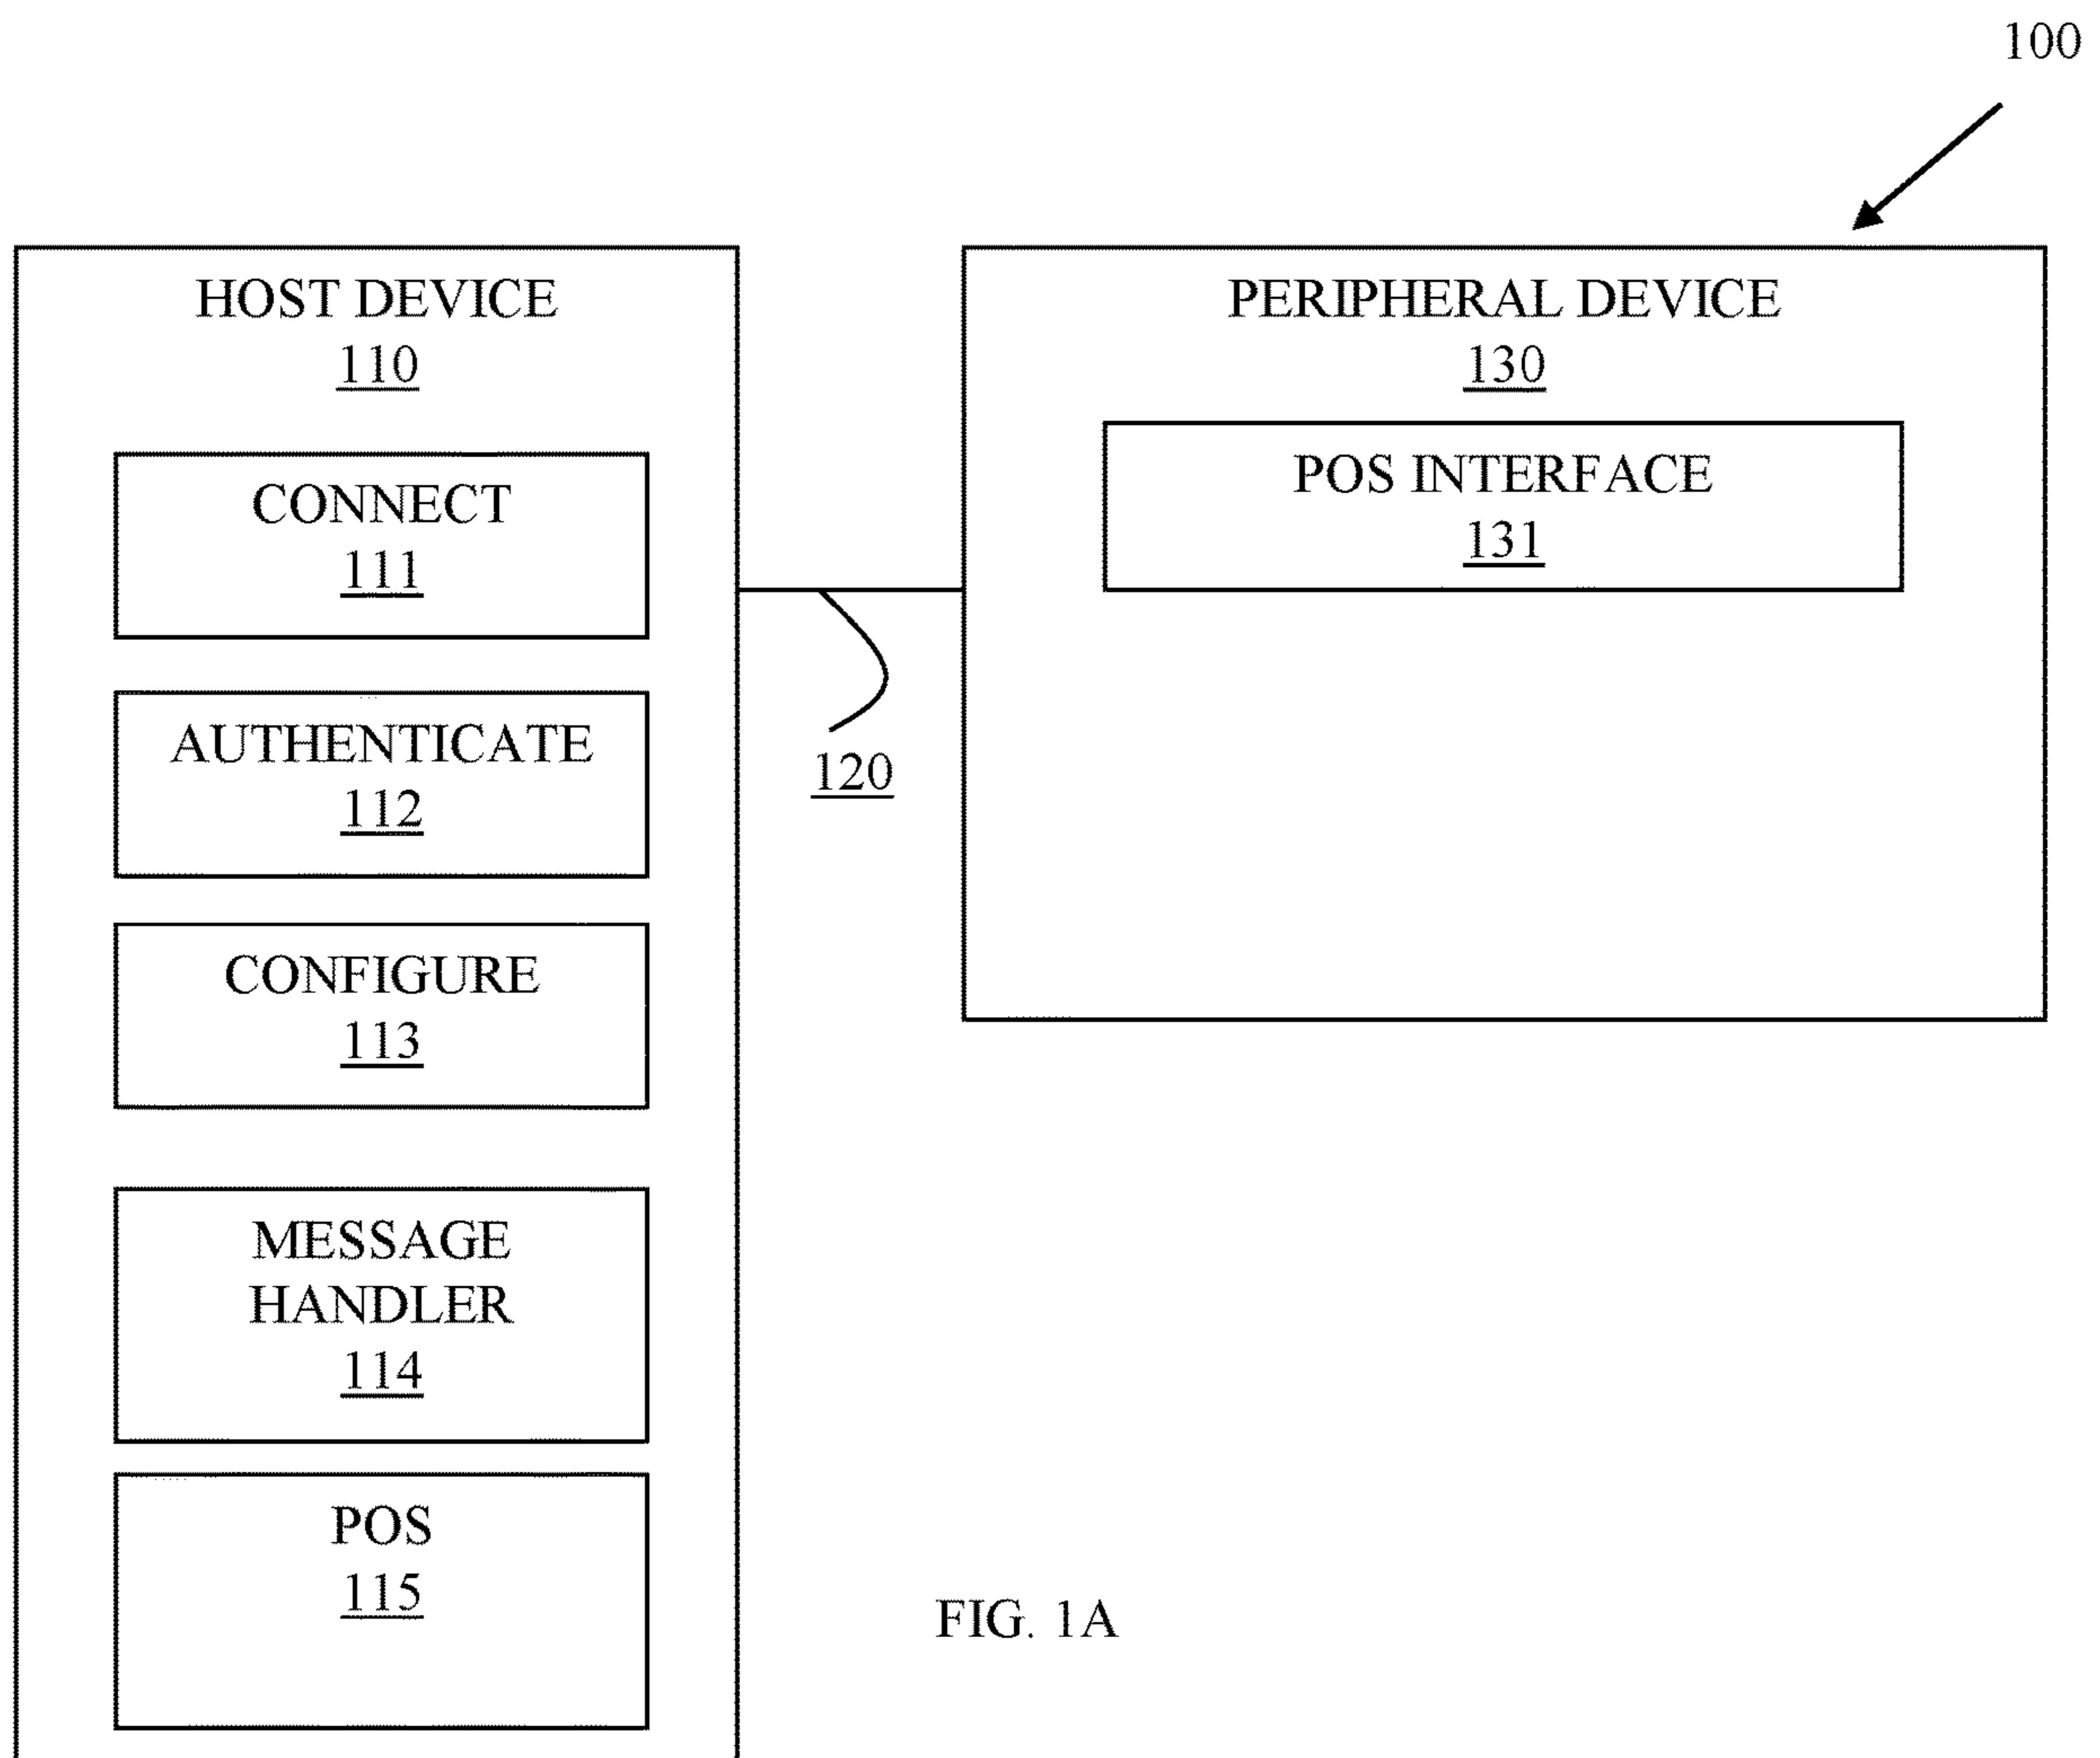 100
HOST DEVICE
110
CONNECT
111
AUTHENTICATE
112
CONFIGURE
113
MESSAGE
HANDLER
114
POS
115
120
PERIPHERAL DEVICE
130
POS INTERFACE
131
FIG. 1A